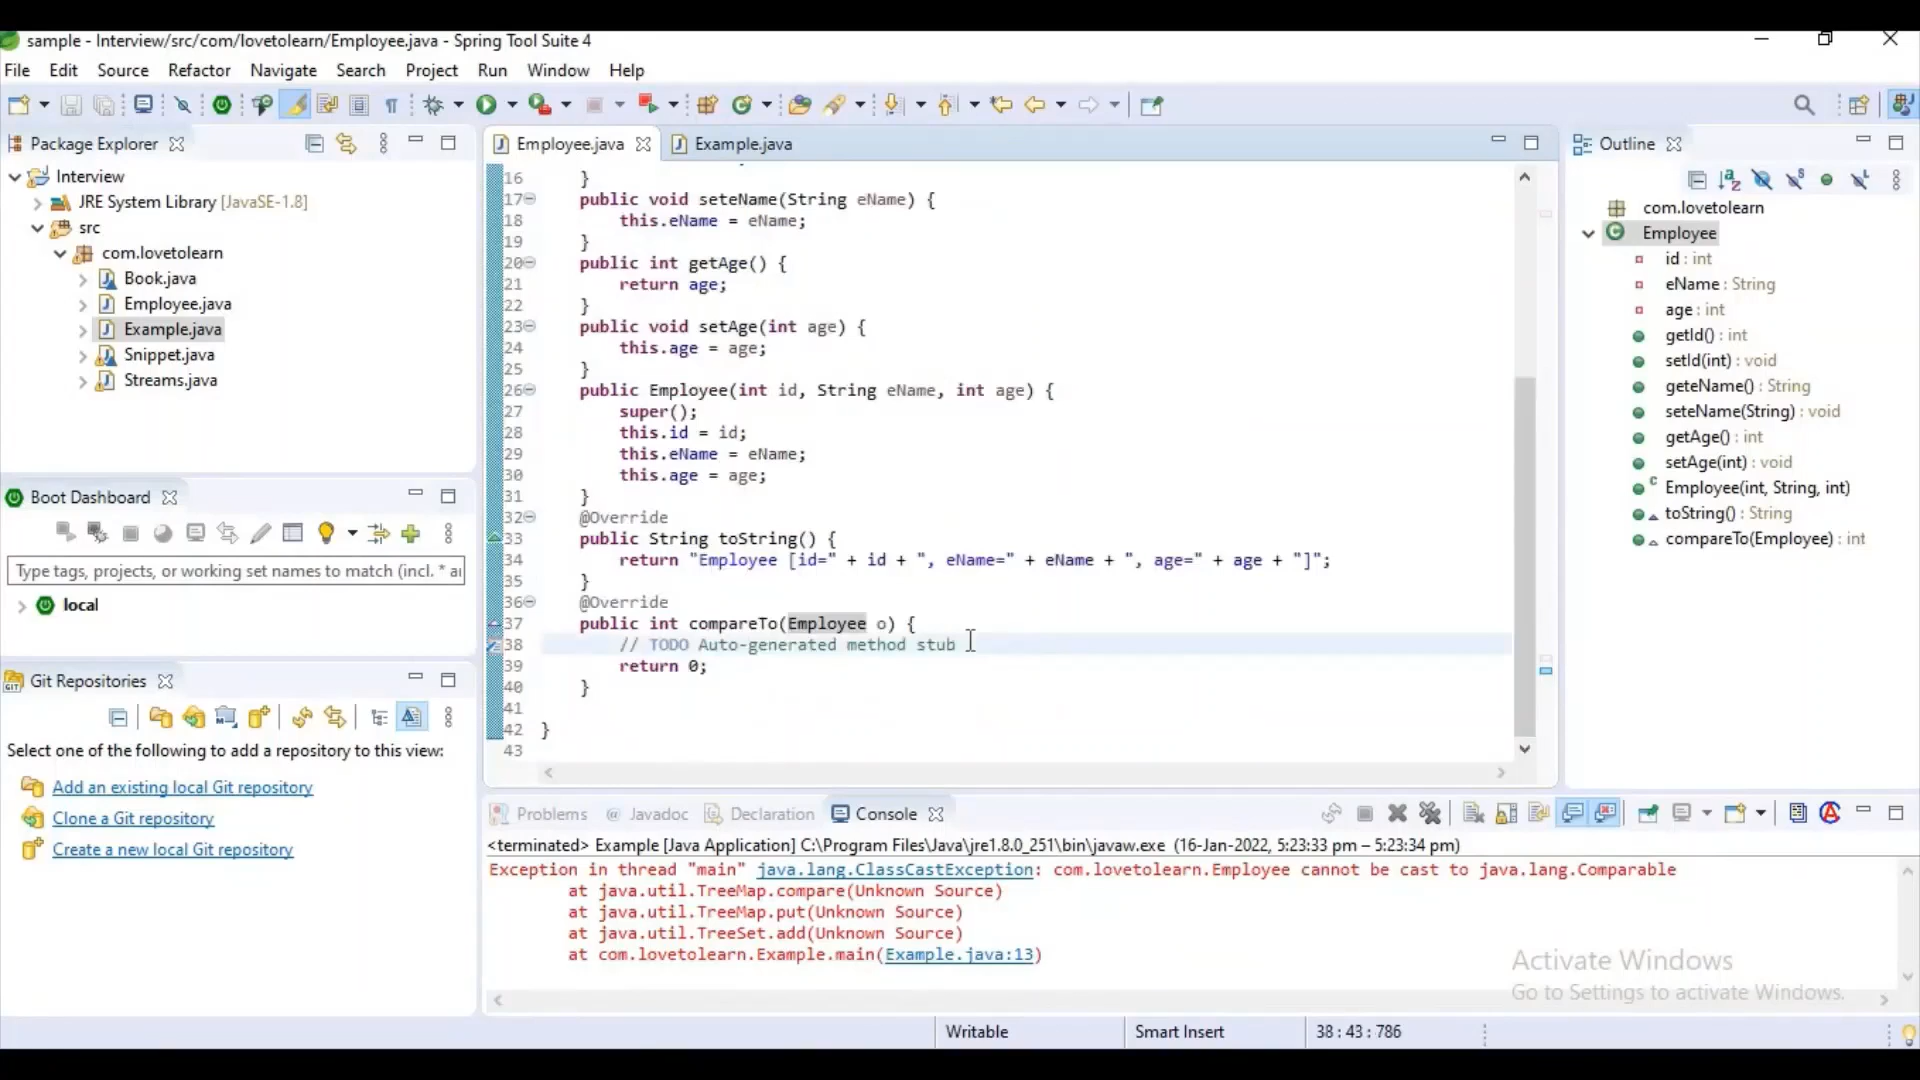 sample - Interview/src/com/lovetolearn/Employee.java - Spring Tool Suite 4
File Edit Source Refactor Navigate Search Project Run Window Help
Package Explorer
Interview
JRE System Library [JavaSE-1.8]
src
com.lovetolearn
Book.java
Employee.java
Example.java
Snippet.java
Streams.java
Boot Dashboard
Type tags, projects, or working set names to match (incl. *
local
Git Repositories
Select one of the following to add a repository to this view:
Add an existing local Git repository
Clone a Git repository
Create a new local Git repository
Employee.java Example.java
16 }
17 public void seteName(String eName) {
18 this.eName = eName;
19 }
20 public int getAge() {
21 return age;
22 }
23 public void setAge(int age) {
24 this.age = age;
25 }
26 public Employee(int id, String eName, int age) {
27 super();
28 this.id = id;
29 this.eName = eName;
30 this.age = age;
31 }
32 @Override
33 public String toString() {
34 return "Employee [id=" + id + ", eName=" + eName + ", age=" + age + "]";
35 }
36 @Override
37 public int compareTo(Employee o) {
38 // TODO Auto-generated method stub
39 return 0;
40 }
41
42 }
43
Outline
com.lovetolearn
Employee
id : int
eName : String
age : int
getId() : int
setId(int) : void
geteName() : String
seteName(String) : void
getAge() : int
setAge(int) : void
Employee(int, String, int)
toString() : String
compareTo(Employee) : int
Problems Javadoc Declaration Console
<terminated> Example [Java Application] C:\Program Files\Java\jre1.8.0_251\bin\javaw.exe (16-Jan-2022, 5:23:33 pm – 5:23:34 pm)
Exception in thread "main" java.lang.ClassCastException: com.lovetolearn.Employee cannot be cast to java.lang.Comparable
at java.util.TreeMap.compare(Unknown Source)
at java.util.TreeMap.put(Unknown Source)
at java.util.TreeSet.add(Unknown Source)
at com.lovetolearn.Example.main(Example.java:13)
Activate Windows
Go to Settings to activate Windows.
Writable Smart Insert 38 : 43 : 786